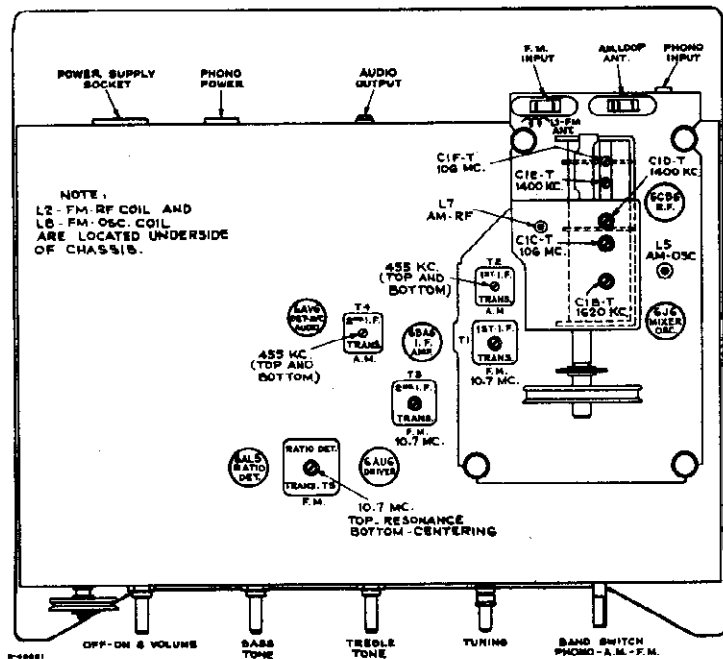 F.M.
INPUT
AM.LOOP
ANT.
PHONO
INPUT
POWER SUPPLY
SOCKET
PHONO
POWER
AUDIO
OUTPUT
L3-FM
ANT
C1F-T
106 MC.
C1E-T
1400 KC.
C1D-T
1400 KC.
6CB6
R.F.
NOTE:
L2-FM-RF COIL AND
L8-FM-OSC. COIL
ARE LOCATED UNDERSIDE
OF CHASSIS.
L7
AM-RF
C1C-T
106 MC.
L5
AM-OSC
455 KC.
(TOP AND
BOTTOM)
T2
1ST I.F.
TRANS.
A.M.
C1B-T
1620 KC.
6J6
MIXER
OSC.
6AV6
DET-AVC
AUDIO
T4
2ND I.F.
TRANS.
A.M.
6BA6
I.F.
AMP.
T1
1ST I.F.
TRANS.
F.M.
10.7 MC.
455 KC.
(TOP AND
BOTTOM)
T3
2ND I.F.
TRANS.
F.M.
10.7 MC.
6AL5
RATIO
DET.
RATIO DET.
TRANS. T5
F.M.
6AU6
DRIVER
10.7 MC.
TOP-RESONANCE
BOTTOM-CENTERING
OFF-ON & VOLUME
BASS
TONE
TREBLE
TONE
TUNING
BAND SWITCH
PHONO-A.M.-F.M.